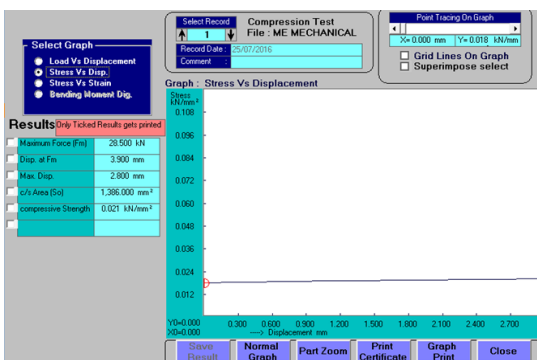 Select Record
1
Compression Test
File : ME MECHANICAL
Record Date : 25/07/2016
Comment :
Point Tracing On Graph
X= 0.000 mm Y= 0.018 kN/mm
Grid Lines On Graph
Superimpose select
Select Graph
Load Vs Displacement
Stress Vs Disp.
Stress Vs Strain
Bending Moment Dig.
Results Only Ticked Results gets printed
Maximum Force (Fm) 28.500 kN
Disp. at Fm 3.900 mm
Max. Disp. 2.800 mm
c/s Area (So) 1,386.000 mm²
compressive Strength 0.021 kN/mm²
Graph : Stress Vs Displacement
Stress
kN/mm²
0.108
0.096
0.084
0.072
0.060
0.048
0.036
0.024
0.012
Y0=0.000
X0=0.000
0.300 0.600 0.900 1.200 1.500 1.800 2.100 2.400 2.700
----> Displacement mm
Save Result
Normal Graph
Part Zoom
Print Certificate
Graph Print
Close